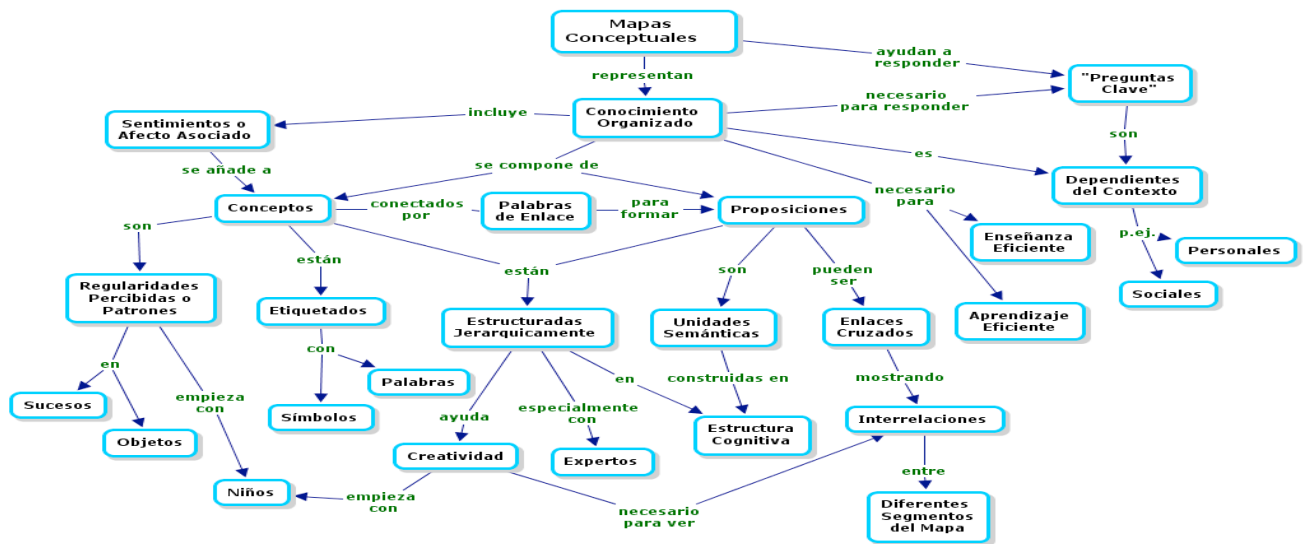 Mapas
Conceptuales
ayudan a
responder
representan
"Preguntas
Clave"
necesario
para responder
Conocimiento
Organizado
incluye
Sentimientos o
Afecto Asociado
son
es
se añade a
se compone de
Dependientes
del Contexto
necesario
para
Conceptos
conectados
por
Palabras
de Enlace
para
formar
Proposiciones
son
p.ej.
Enseñanza
Eficiente
Personales
están
están
son
pueden
ser
Regularidades
Percibidas o
Patrones
Sociales
Etiquetados
Estructuradas
Jerarquicamente
Unidades
Semánticas
Enlaces
Cruzados
Aprendizaje
Eficiente
con
en
Palabras
en
construidas en
mostrando
empieza
con
Sucesos
Símbolos
ayuda
especialmente
con
Objetos
Estructura
Cognitiva
Interrelaciones
Creatividad
Expertos
entre
Niños
empieza
con
necesario
para ver
Diferentes
Segmentos
del Mapa